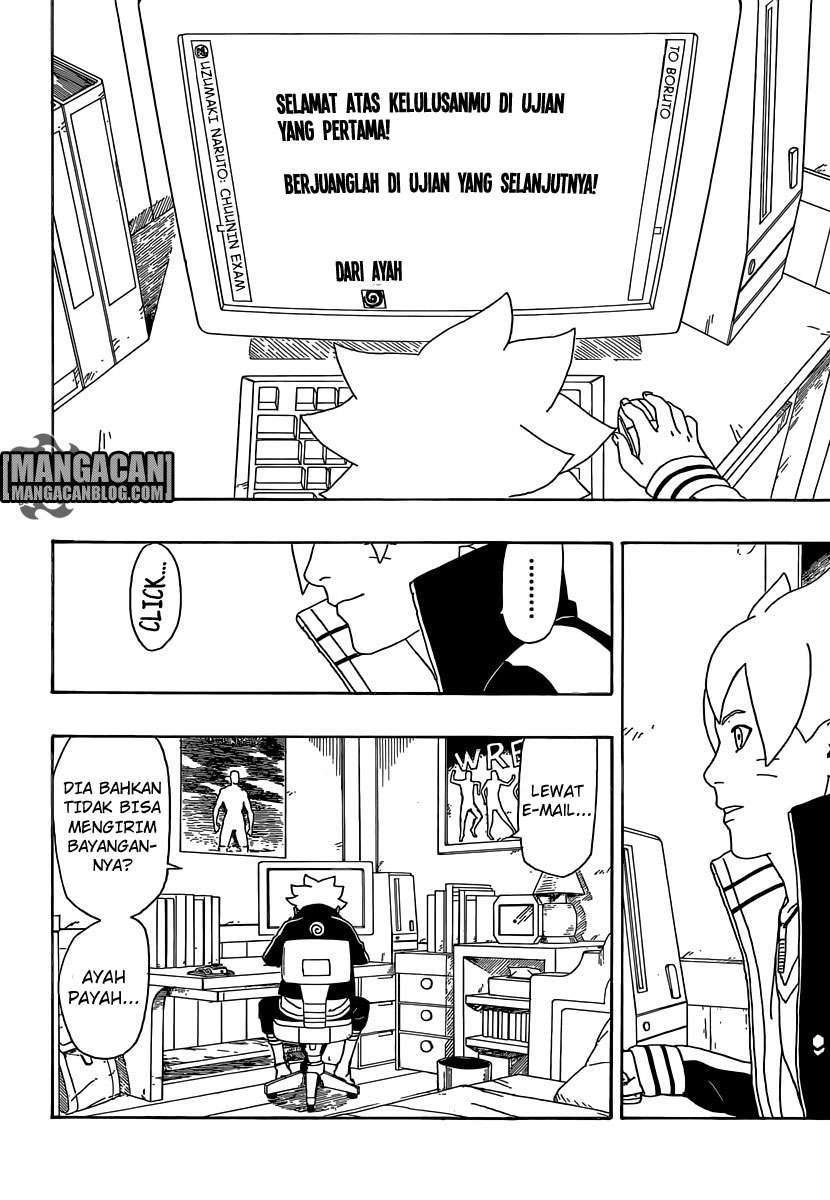 TO BORUTO
SELAMAT ATAS KELULUSANMU DI UJIAN
YANG PERTAMA!
BERJUANGLAH DI UJIAN YANG SELANJUTNYA!
DARI AYAH
UZUMAKI NARUTO: CHUUNIN EXAM
MANGACAN
MANGACANBLOG.COM
.........
CLICK...
WRE
LEWAT
E-MAIL...
DIA BAHKAN
TIDAK BISA
MENGIRIM
BAYANGAN-
NYA?
AYAH
PAYAH...